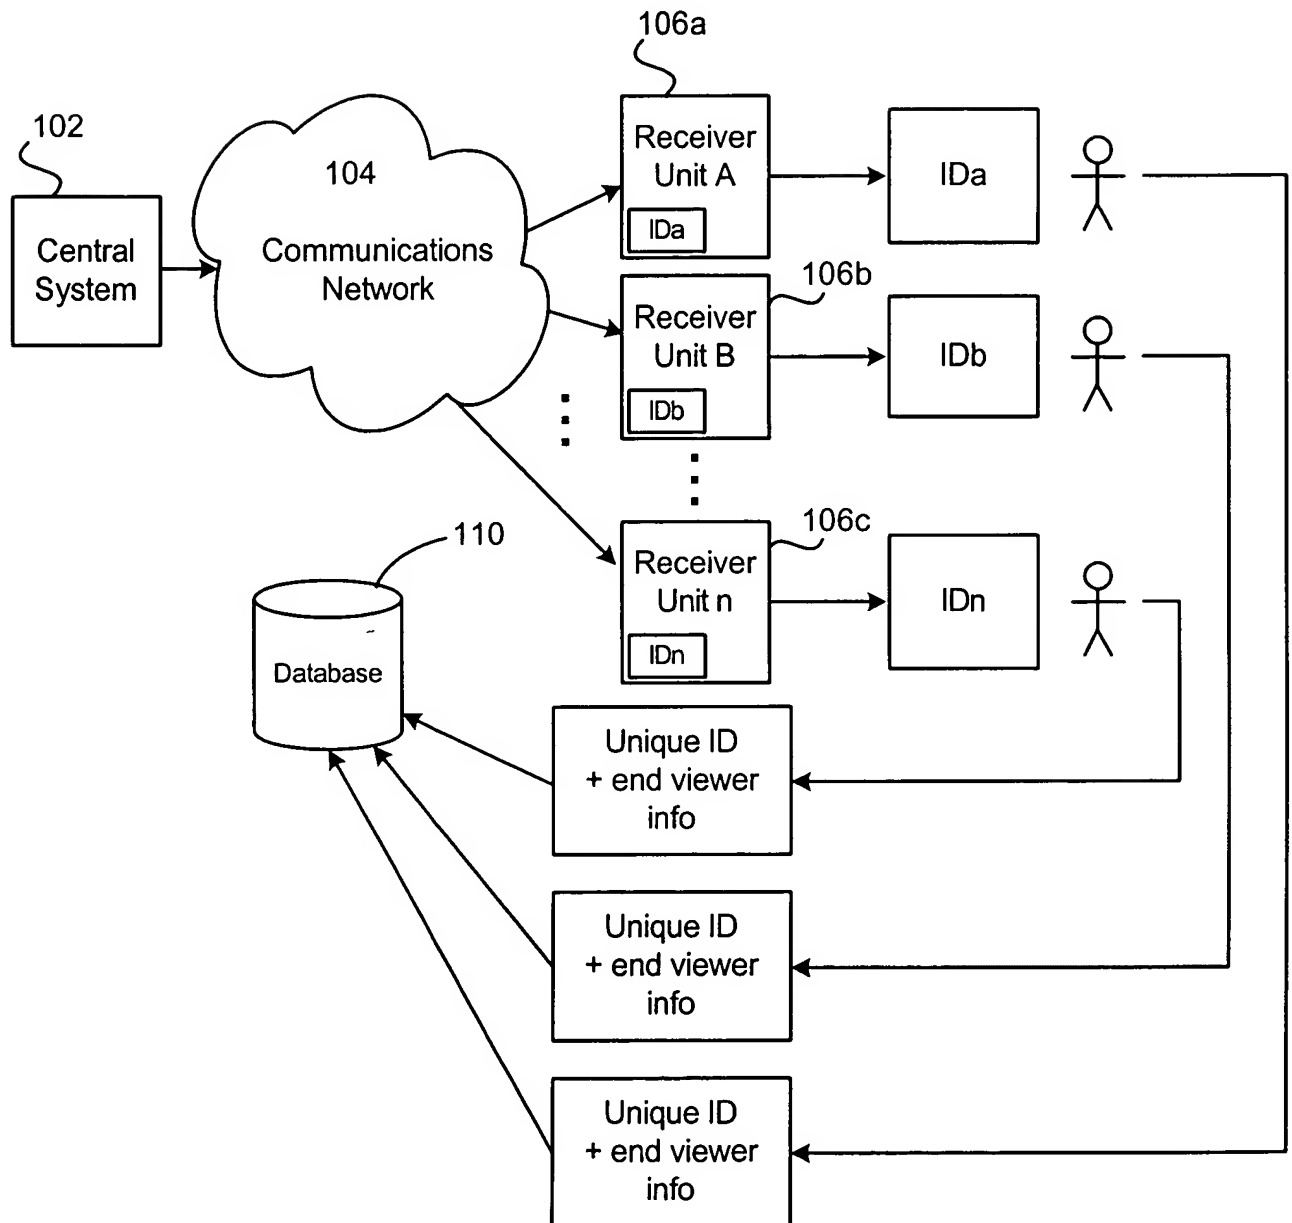 106a
102
104
Central
System
Communications
Network
Receiver
Unit A
IDa
IDa
106b
Receiver
Unit B
IDb
IDb
106c
Receiver
Unit n
IDn
IDn
110
Database
Unique ID
+ end viewer
info
Unique ID
+ end viewer
info
Unique ID
+ end viewer
info